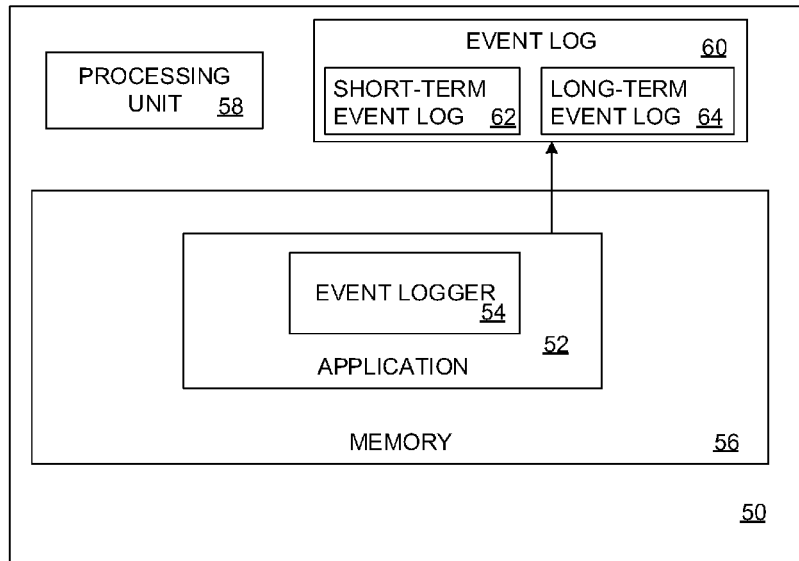 EVENT LOG 60
PROCESSING
UNIT 58
SHORT-TERM
EVENT LOG 62
LONG-TERM
EVENT LOG 64
EVENT LOGGER
54
52
APPLICATION
MEMORY 56
50